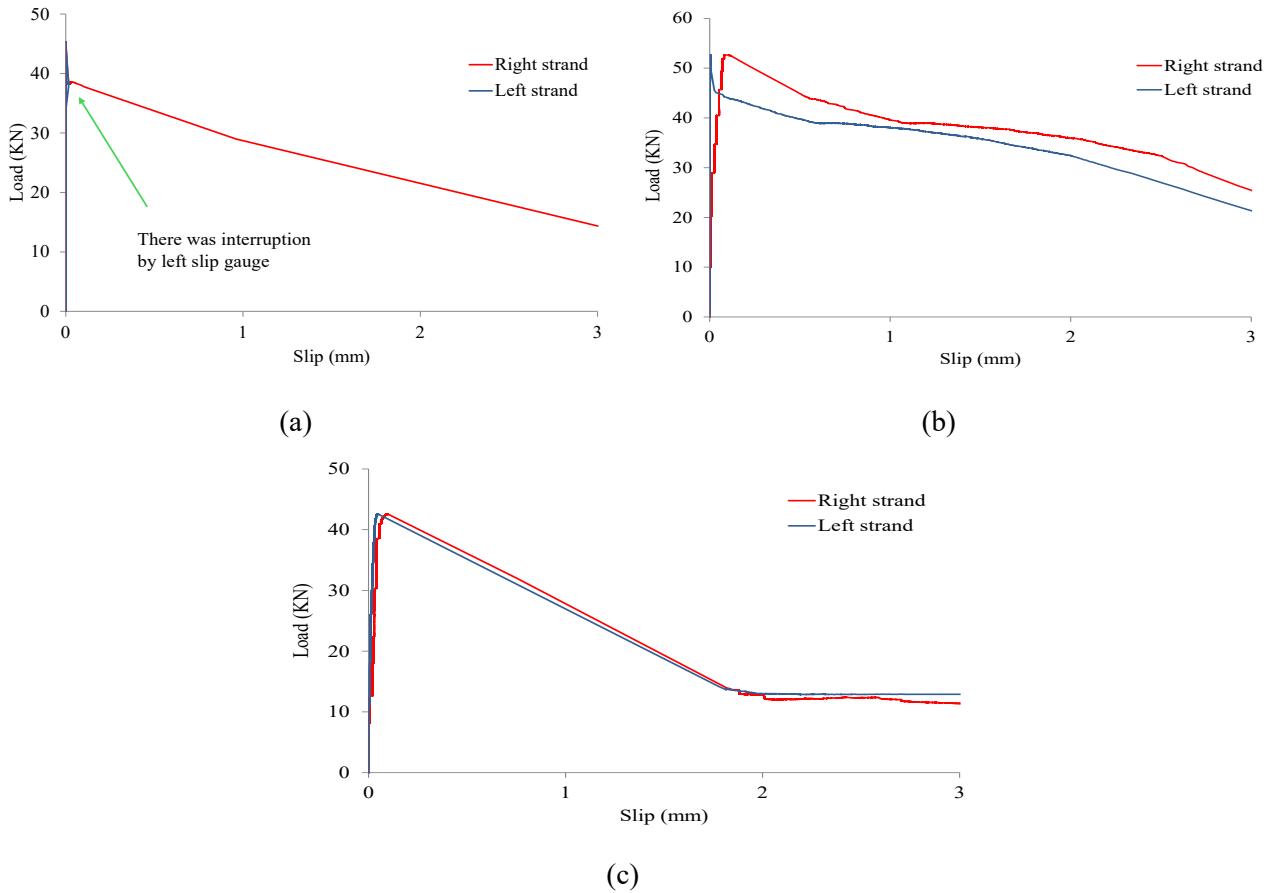 50
40
30
20
10
0
Load (KN)
Right strand
Left strand
There was interruption
by left slip gauge
0
1
2
3
Slip (mm)
(a)
60
50
40
30
20
10
0
Load (KN)
Right strand
Left strand
0
1
2
3
Slip (mm)
(b)
50
40
30
20
10
0
Load (KN)
Right strand
Left strand
0
1
2
3
Slip (mm)
(c)